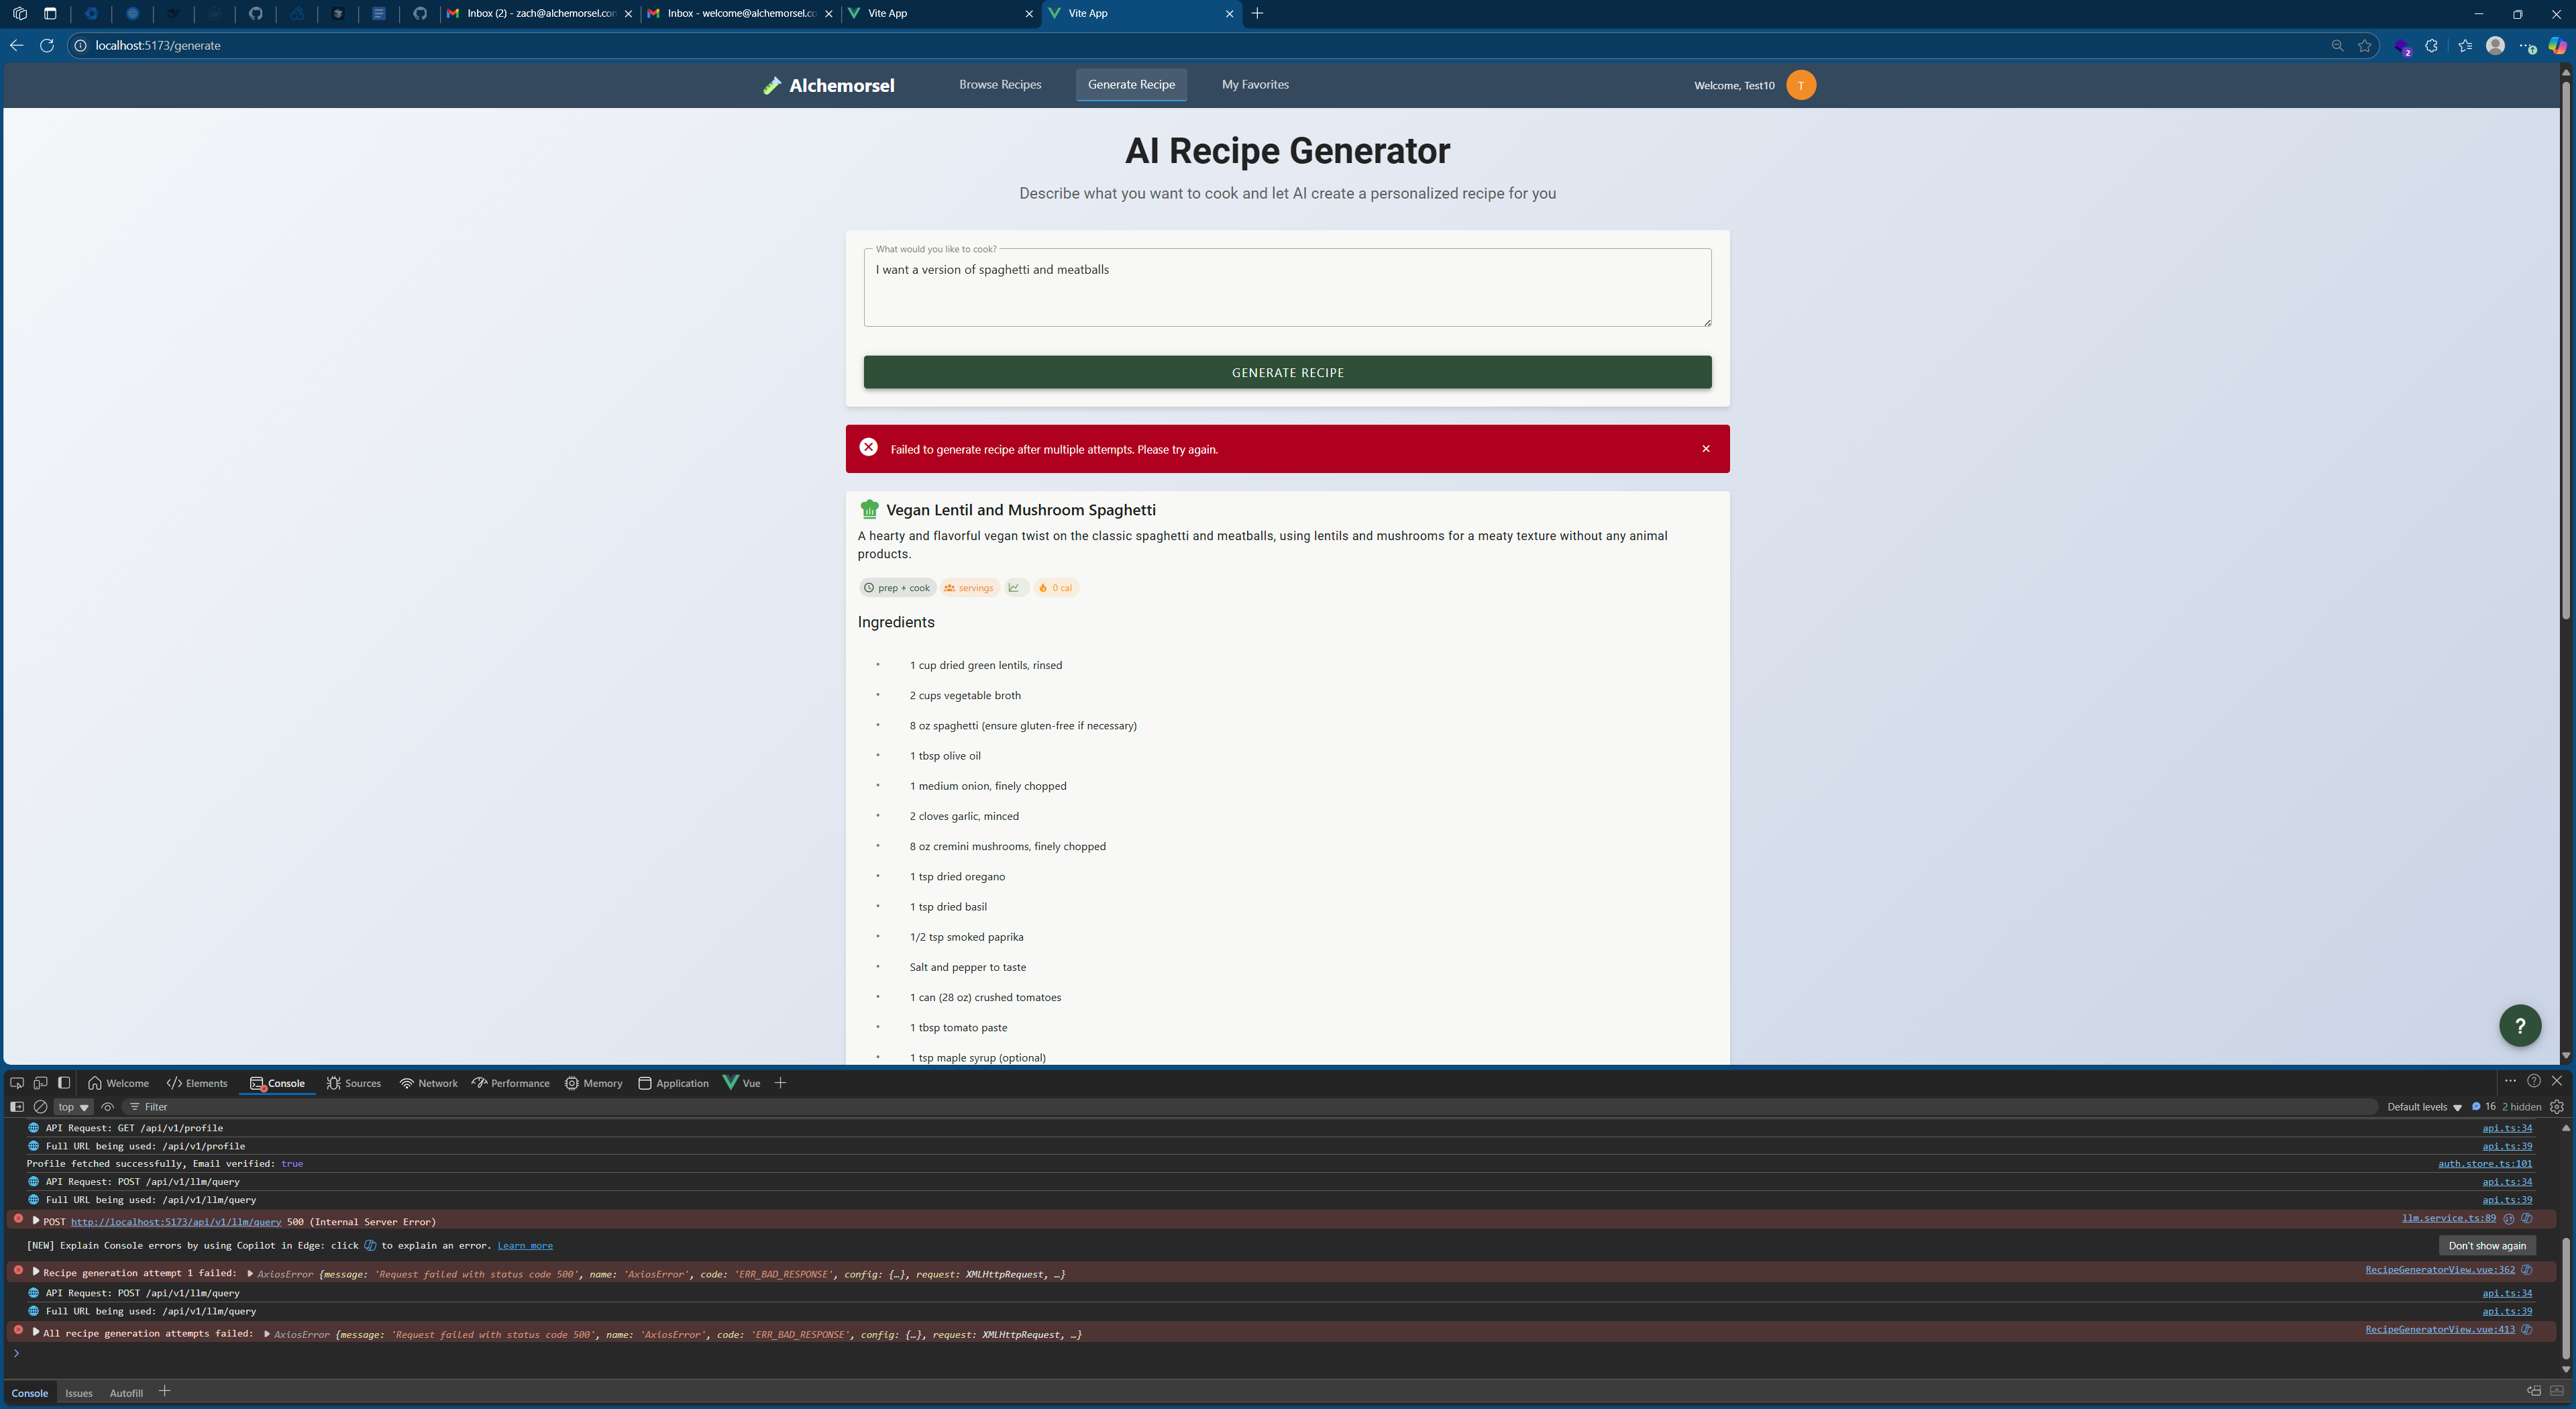 Inbox (2) - zach@alchemorsel.con
Inbox - welcome@alchemorsel.co
Vite App
Vite App
localhost:5173/generate
2
Alchemorsel
Browse Recipes
Generate Recipe
My Favorites
Welcome, Test10
T
AI Recipe Generator
Describe what you want to cook and let AI create a personalized recipe for you
What would you like to cook?
I want a version of spaghetti and meatballs
GENERATE RECIPE
Failed to generate recipe after multiple attempts. Please try again.
Vegan Lentil and Mushroom Spaghetti
A hearty and flavorful vegan twist on the classic spaghetti and meatballs, using lentils and mushrooms for a meaty texture without any animal
products.
prep + cook
servings
0 cal
Ingredients
• 1 cup dried green lentils, rinsed
• 2 cups vegetable broth
• 8 oz spaghetti (ensure gluten-free if necessary)
• 1 tbsp olive oil
• 1 medium onion, finely chopped
• 2 cloves garlic, minced
• 8 oz cremini mushrooms, finely chopped
• 1 tsp dried oregano
• 1 tsp dried basil
• 1/2 tsp smoked paprika
• Salt and pepper to taste
• 1 can (28 oz) crushed tomatoes
• 1 tbsp tomato paste
• 1 tsp maple syrup (optional)
?
Welcome
Elements
Console
Sources
Network
Performance
Memory
Application
Vue
top
Filter
Default levels
16
2 hidden
API Request: GET /api/v1/profile api.ts:34
Full URL being used: /api/v1/profile api.ts:39
Profile fetched successfully, Email verified: true auth.store.ts:101
API Request: POST /api/v1/llm/query api.ts:34
Full URL being used: /api/v1/llm/query api.ts:39
POST http://localhost:5173/api/v1/llm/query 500 (Internal Server Error) llm.service.ts:89
[NEW] Explain Console errors by using Copilot in Edge: click to explain an error. Learn more
Don't show again
Recipe generation attempt 1 failed: AxiosError {message: 'Request failed with status code 500', name: 'AxiosError', code: 'ERR_BAD_RESPONSE', config: {…}, request: XMLHttpRequest, …} RecipeGeneratorView.vue:362
API Request: POST /api/v1/llm/query api.ts:34
Full URL being used: /api/v1/llm/query api.ts:39
All recipe generation attempts failed: AxiosError {message: 'Request failed with status code 500', name: 'AxiosError', code: 'ERR_BAD_RESPONSE', config: {…}, request: XMLHttpRequest, …} RecipeGeneratorView.vue:413
Console
Issues
Autofill